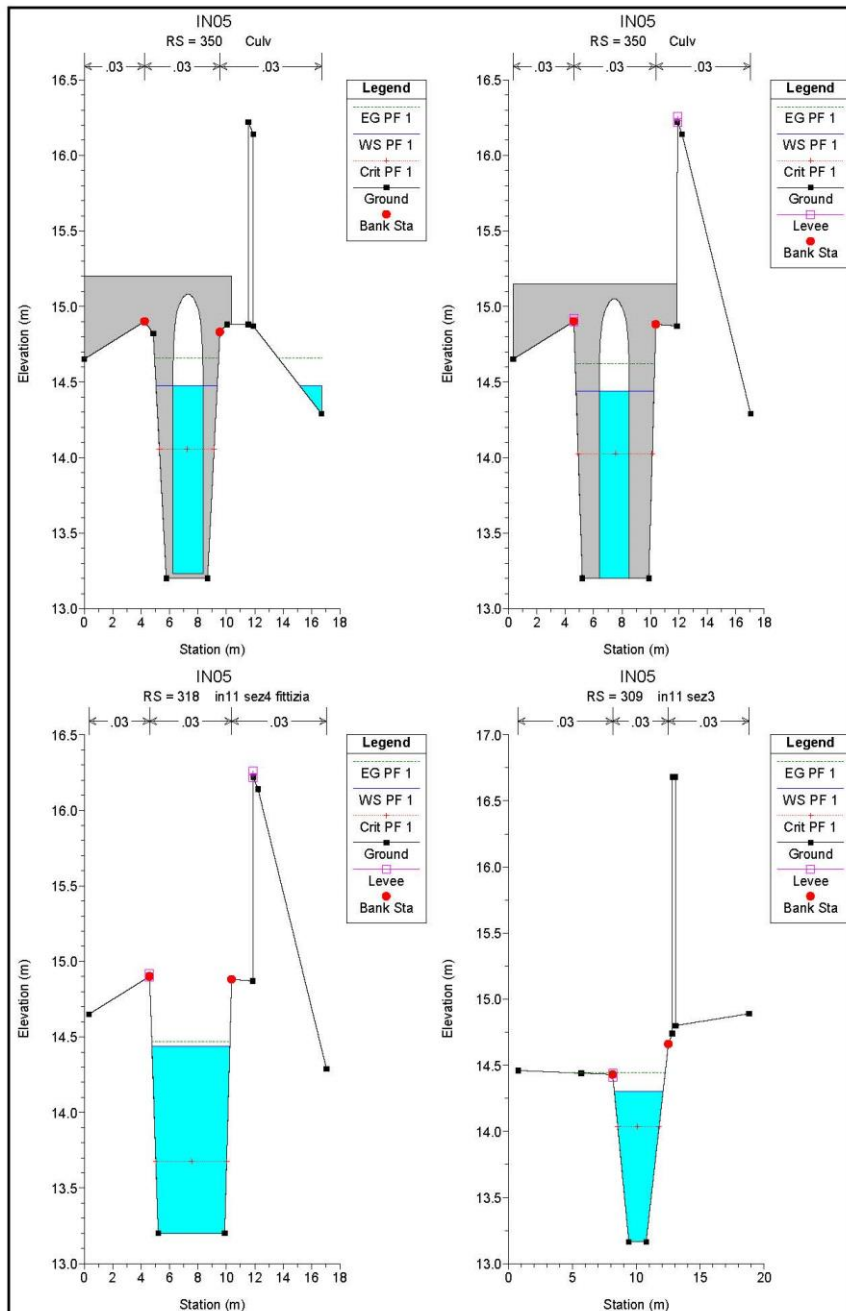 IN05
RS = 350 Culv
.03 .03 .03
Legend
EG PF 1
WS PF 1
Crit PF 1
Ground
Bank Sta
Elevation (m)
16.5
16.0
15.5
15.0
14.5
14.0
13.5
13.0
0 2 4 6 8 10 12 14 16 18
Station (m)
IN05
RS = 350 Culv
.03 .03 .03
Legend
EG PF 1
WS PF 1
Crit PF 1
Ground
Levee
Bank Sta
Elevation (m)
16.5
16.0
15.5
15.0
14.5
14.0
13.5
13.0
0 2 4 6 8 10 12 14 16 18
Station (m)
IN05
RS = 318 in11 sez4 fittizia
.03 .03 .03
Legend
EG PF 1
WS PF 1
Crit PF 1
Ground
Levee
Bank Sta
Elevation (m)
16.5
16.0
15.5
15.0
14.5
14.0
13.5
13.0
0 2 4 6 8 10 12 14 16 18
Station (m)
IN05
RS = 309 in11 sez3
.03 .03 .03
Legend
EG PF 1
WS PF 1
Crit PF 1
Ground
Levee
Bank Sta
Elevation (m)
17.0
16.5
16.0
15.5
15.0
14.5
14.0
13.5
13.0
0 5 10 15 20
Station (m)